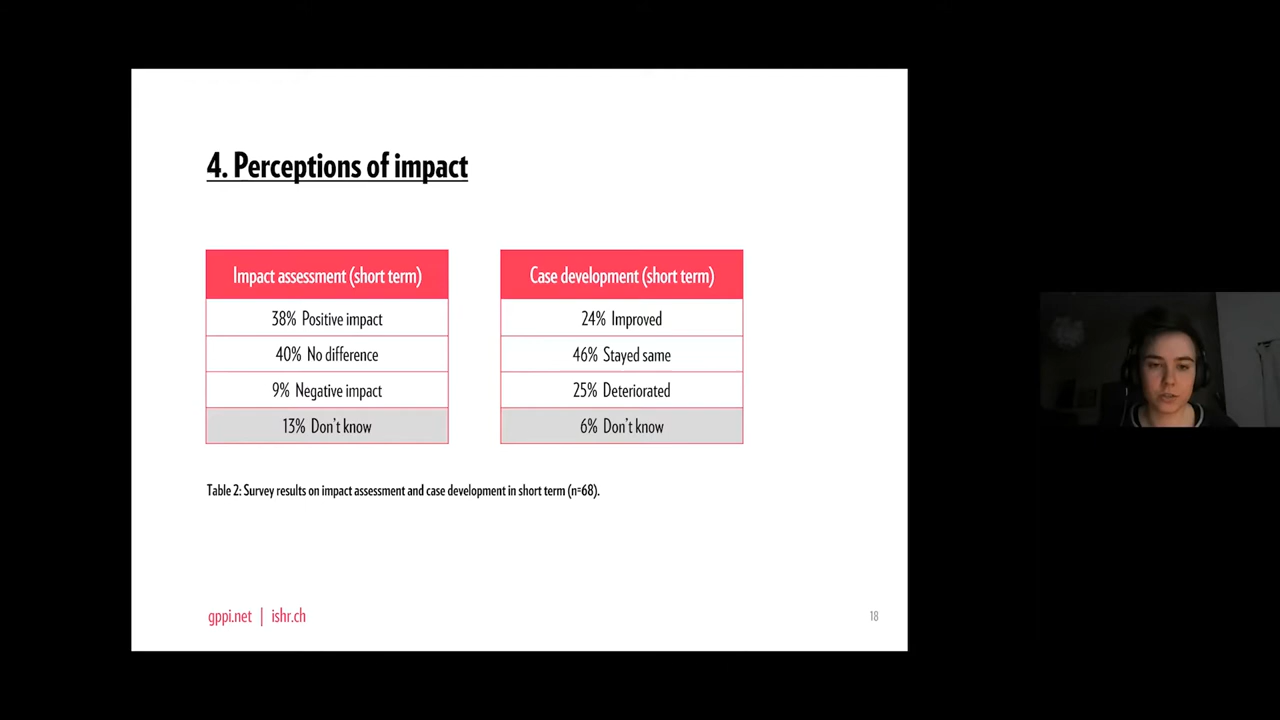 4. Perceptions of impact
Impact assessment (short term)
38% Positive impact
40% No difference
9% Negative impact
13% Don't know
Case development (short term)
24% Improved
46% Stayed same
25% Deteriorated
6% Don't know
Table 2: Survey results on impact assessment and case development in short term (n=68).
gppi.net | ishr.ch
18